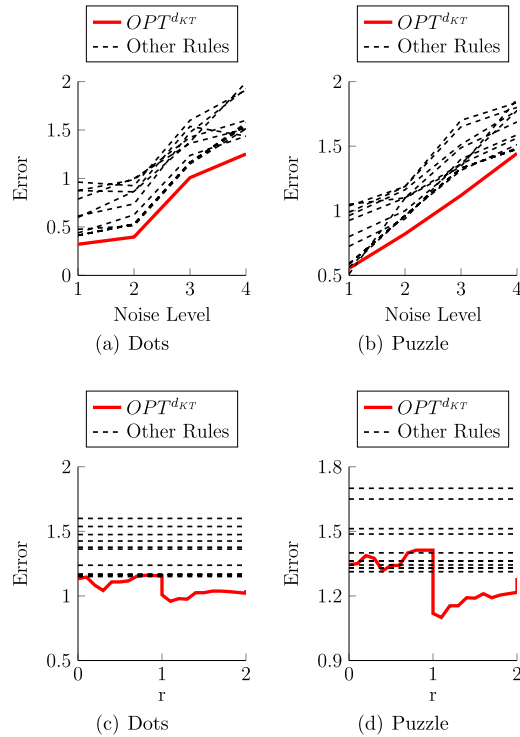 OPT^{d_{KT}}
Other Rules
2
1.5
1
0.5
0
Error
1 2 3 4
Noise Level
(a) Dots
OPT^{d_{KT}}
Other Rules
2
1.5
1
0.5
Error
1 2 3 4
Noise Level
(b) Puzzle
OPT^{d_{KT}}
Other Rules
2
1.5
1
0.5
Error
0 1 2
r
(c) Dots
OPT^{d_{KT}}
Other Rules
1.8
1.5
1.2
0.9
Error
0 1 2
r
(d) Puzzle